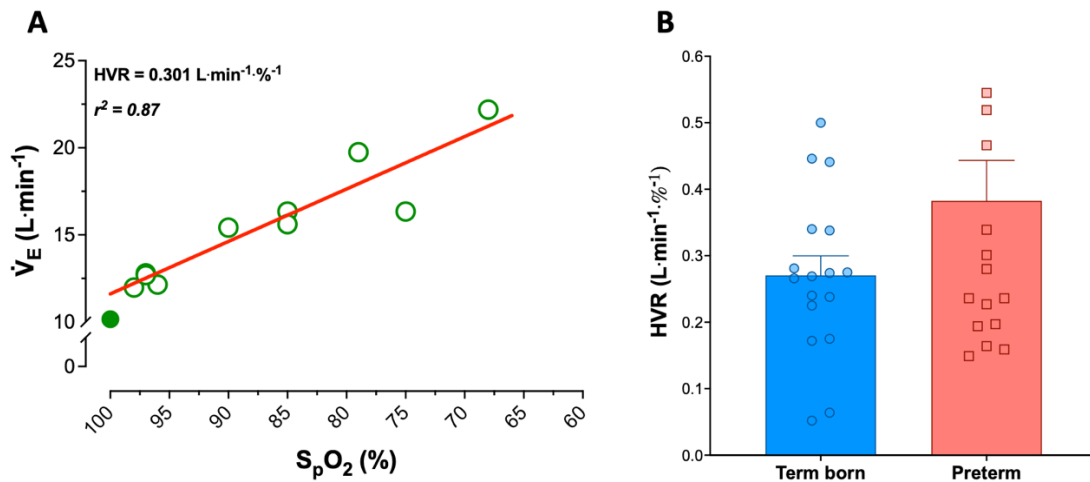 A
HVR = 0.301 L·min⁻¹·%⁻¹
r² = 0.87
25
20
15
10
0
V̇E (L·min⁻¹)
100
95
90
85
80
75
70
65
60
SpO2 (%)
B
0.6
0.5
0.4
0.3
0.2
0.1
0.0
HVR (L·min⁻¹·%⁻¹)
Term born
Preterm